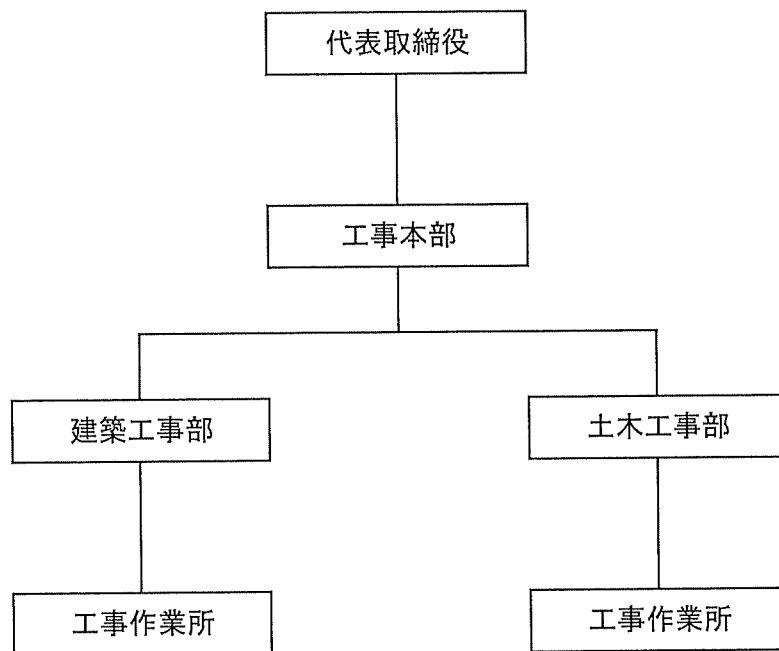 代表取締役
工事本部
建築工事部
土木工事部
工事作業所
工事作業所